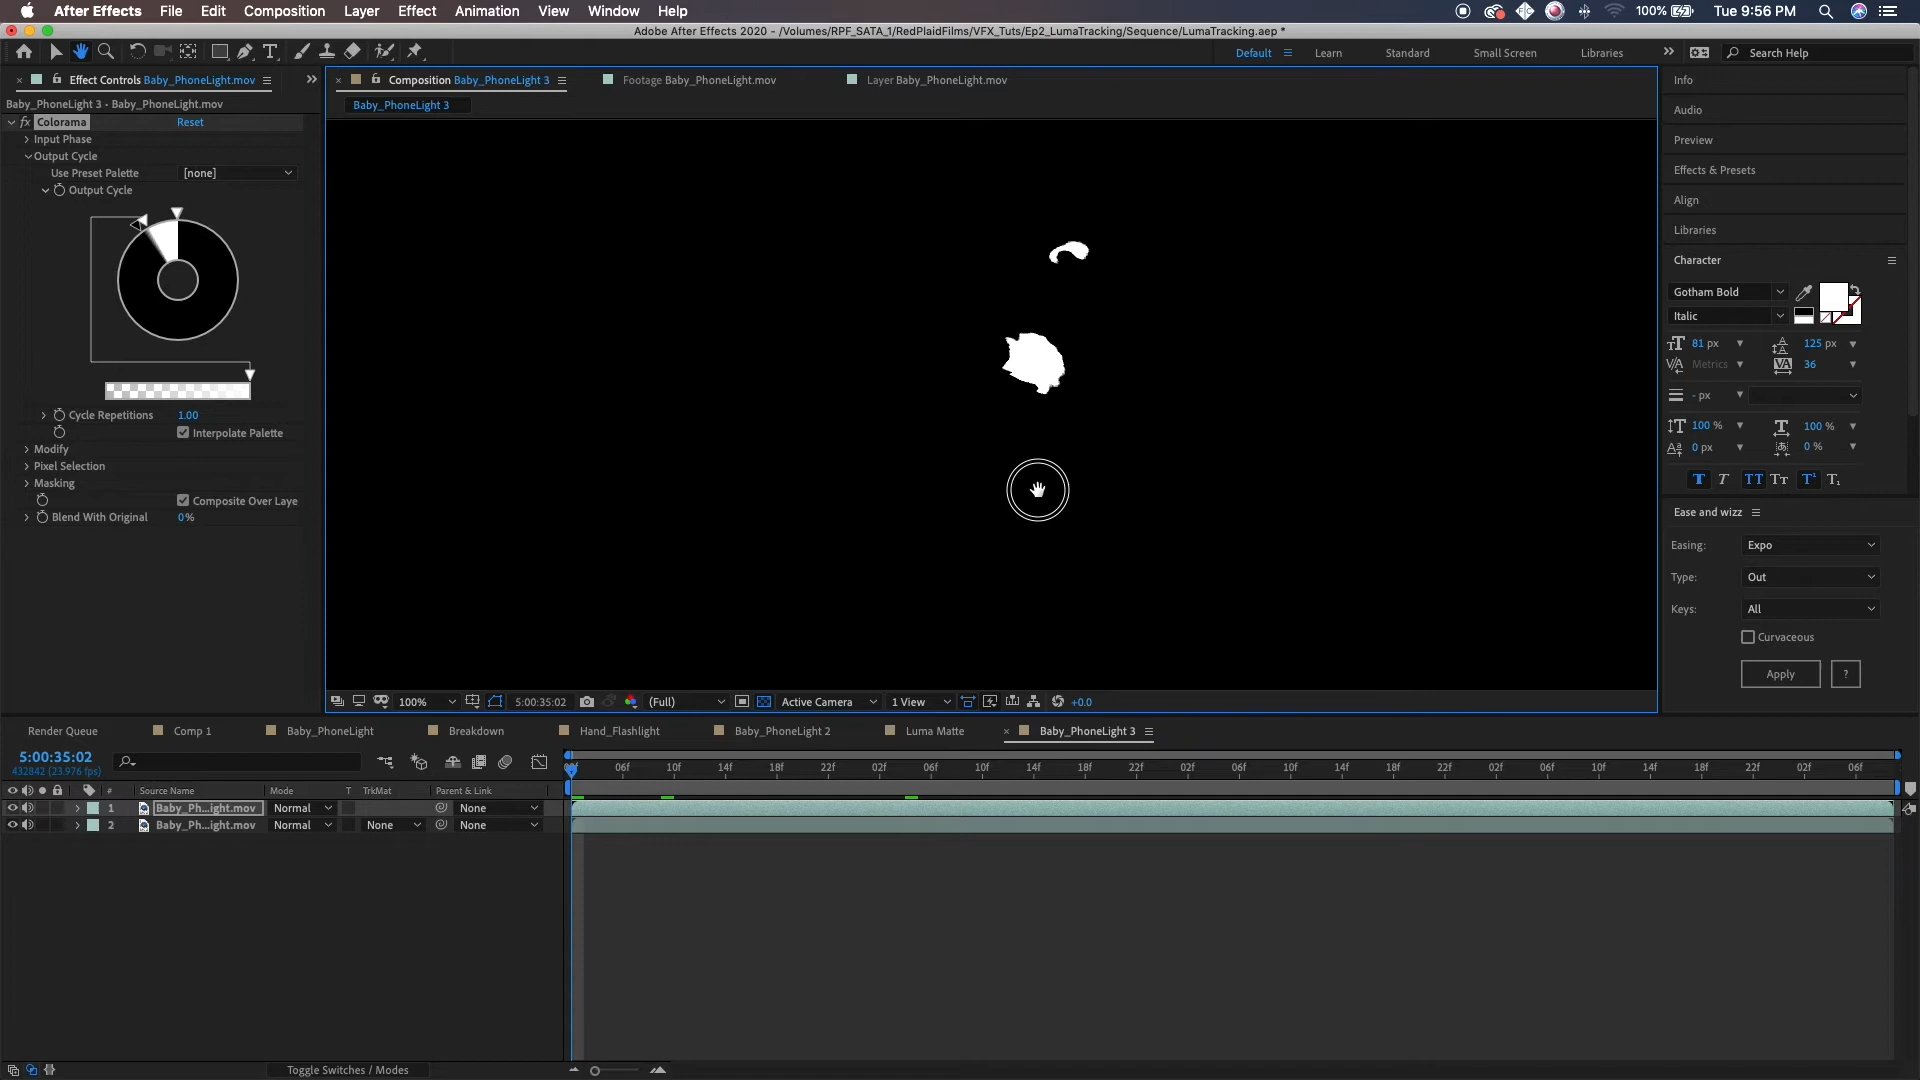 After Effects File Edit Composition Layer Effect Animation View Window Help
100% Tue 9:56 PM
Adobe After Effects 2020 - /Volumes/RPF_SATA_1/RedPlaidFilms/VFX_Tuts/Ep2_LumaTracking/Sequence/LumaTracking.aep *
Default Learn Standard Small Screen Libraries Search Help
Effect Controls Baby_PhoneLight.mov
Composition Baby_PhoneLight 3 Footage Baby_PhoneLight.mov Layer Baby_PhoneLight.mov
Baby_PhoneLight 3 • Baby_PhoneLight.mov
Baby_PhoneLight 3
fx Colorama Reset
Input Phase
Output Cycle
Use Preset Palette [none]
Output Cycle
Cycle Repetitions 1.00
Interpolate Palette
Modify
Pixel Selection
Masking
Composite Over Laye
Blend With Original 0%
Info
Audio
Preview
Effects & Presets
Align
Libraries
Character
Gotham Bold
Italic
81 px 125 px
Metrics 36
- px
100 % 100 %
0 px 0 %
T T TT Tt T¹ T₁
Ease and wizz
Easing: Expo
Type: Out
Keys: All
Curvaceous
Apply ?
100% 5:00:35:02 (Full) Active Camera 1 View +0.0
Render Queue Comp 1 Baby_PhoneLight Breakdown Hand_Flashlight Baby_PhoneLight 2 Luma Matte Baby_PhoneLight 3
5:00:35:02
432842 (23.976 fps)
06f 10f 14f 18f 22f 02f 06f 10f 14f 18f 22f 02f 06f 10f 14f 18f 22f 02f 06f 10f 14f 18f 22f 02f 06f
# Source Name Mode T TrkMat Parent & Link
1 Baby_Ph...ight.mov Normal None
2 Baby_Ph...ight.mov Normal None None
Toggle Switches / Modes